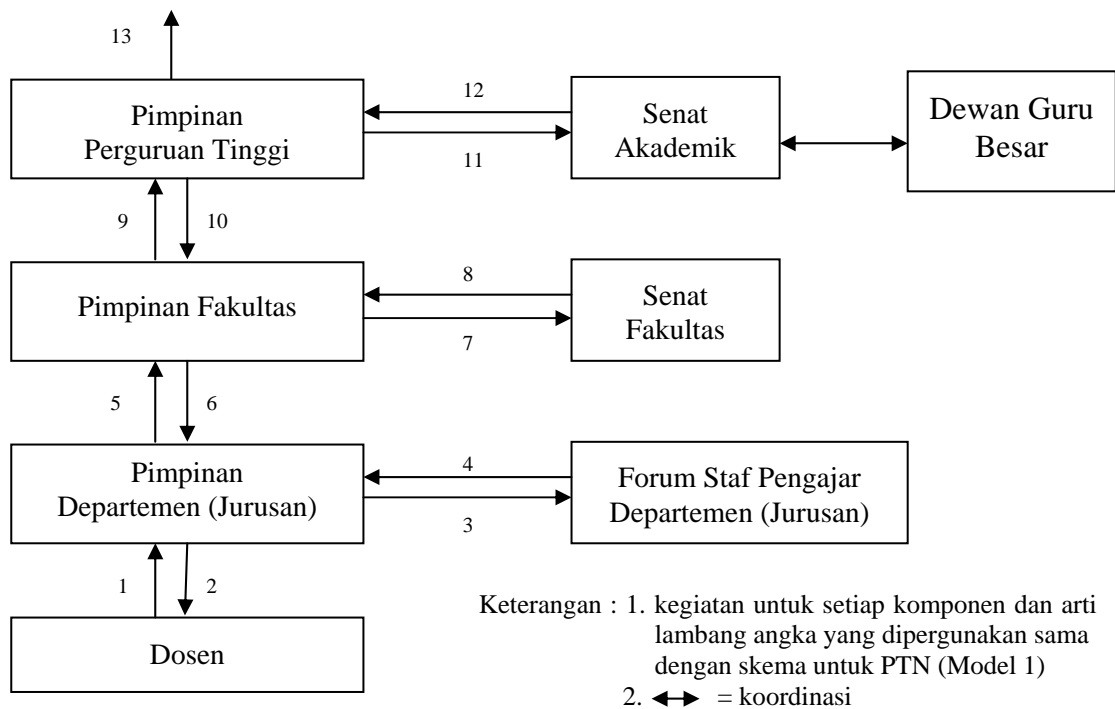 13
Pimpinan
Perguruan Tinggi
12
11
Senat
Akademik
Dewan Guru
Besar
9
10
Pimpinan Fakultas
8
7
Senat
Fakultas
5
6
Pimpinan
Departemen (Jurusan)
4
3
Forum Staf Pengajar
Departemen (Jurusan)
1
2
Dosen
Keterangan : 1. kegiatan untuk setiap komponen dan arti
lambang angka yang dipergunakan sama
dengan skema untuk PTN (Model 1)
2. ↔ = koordinasi